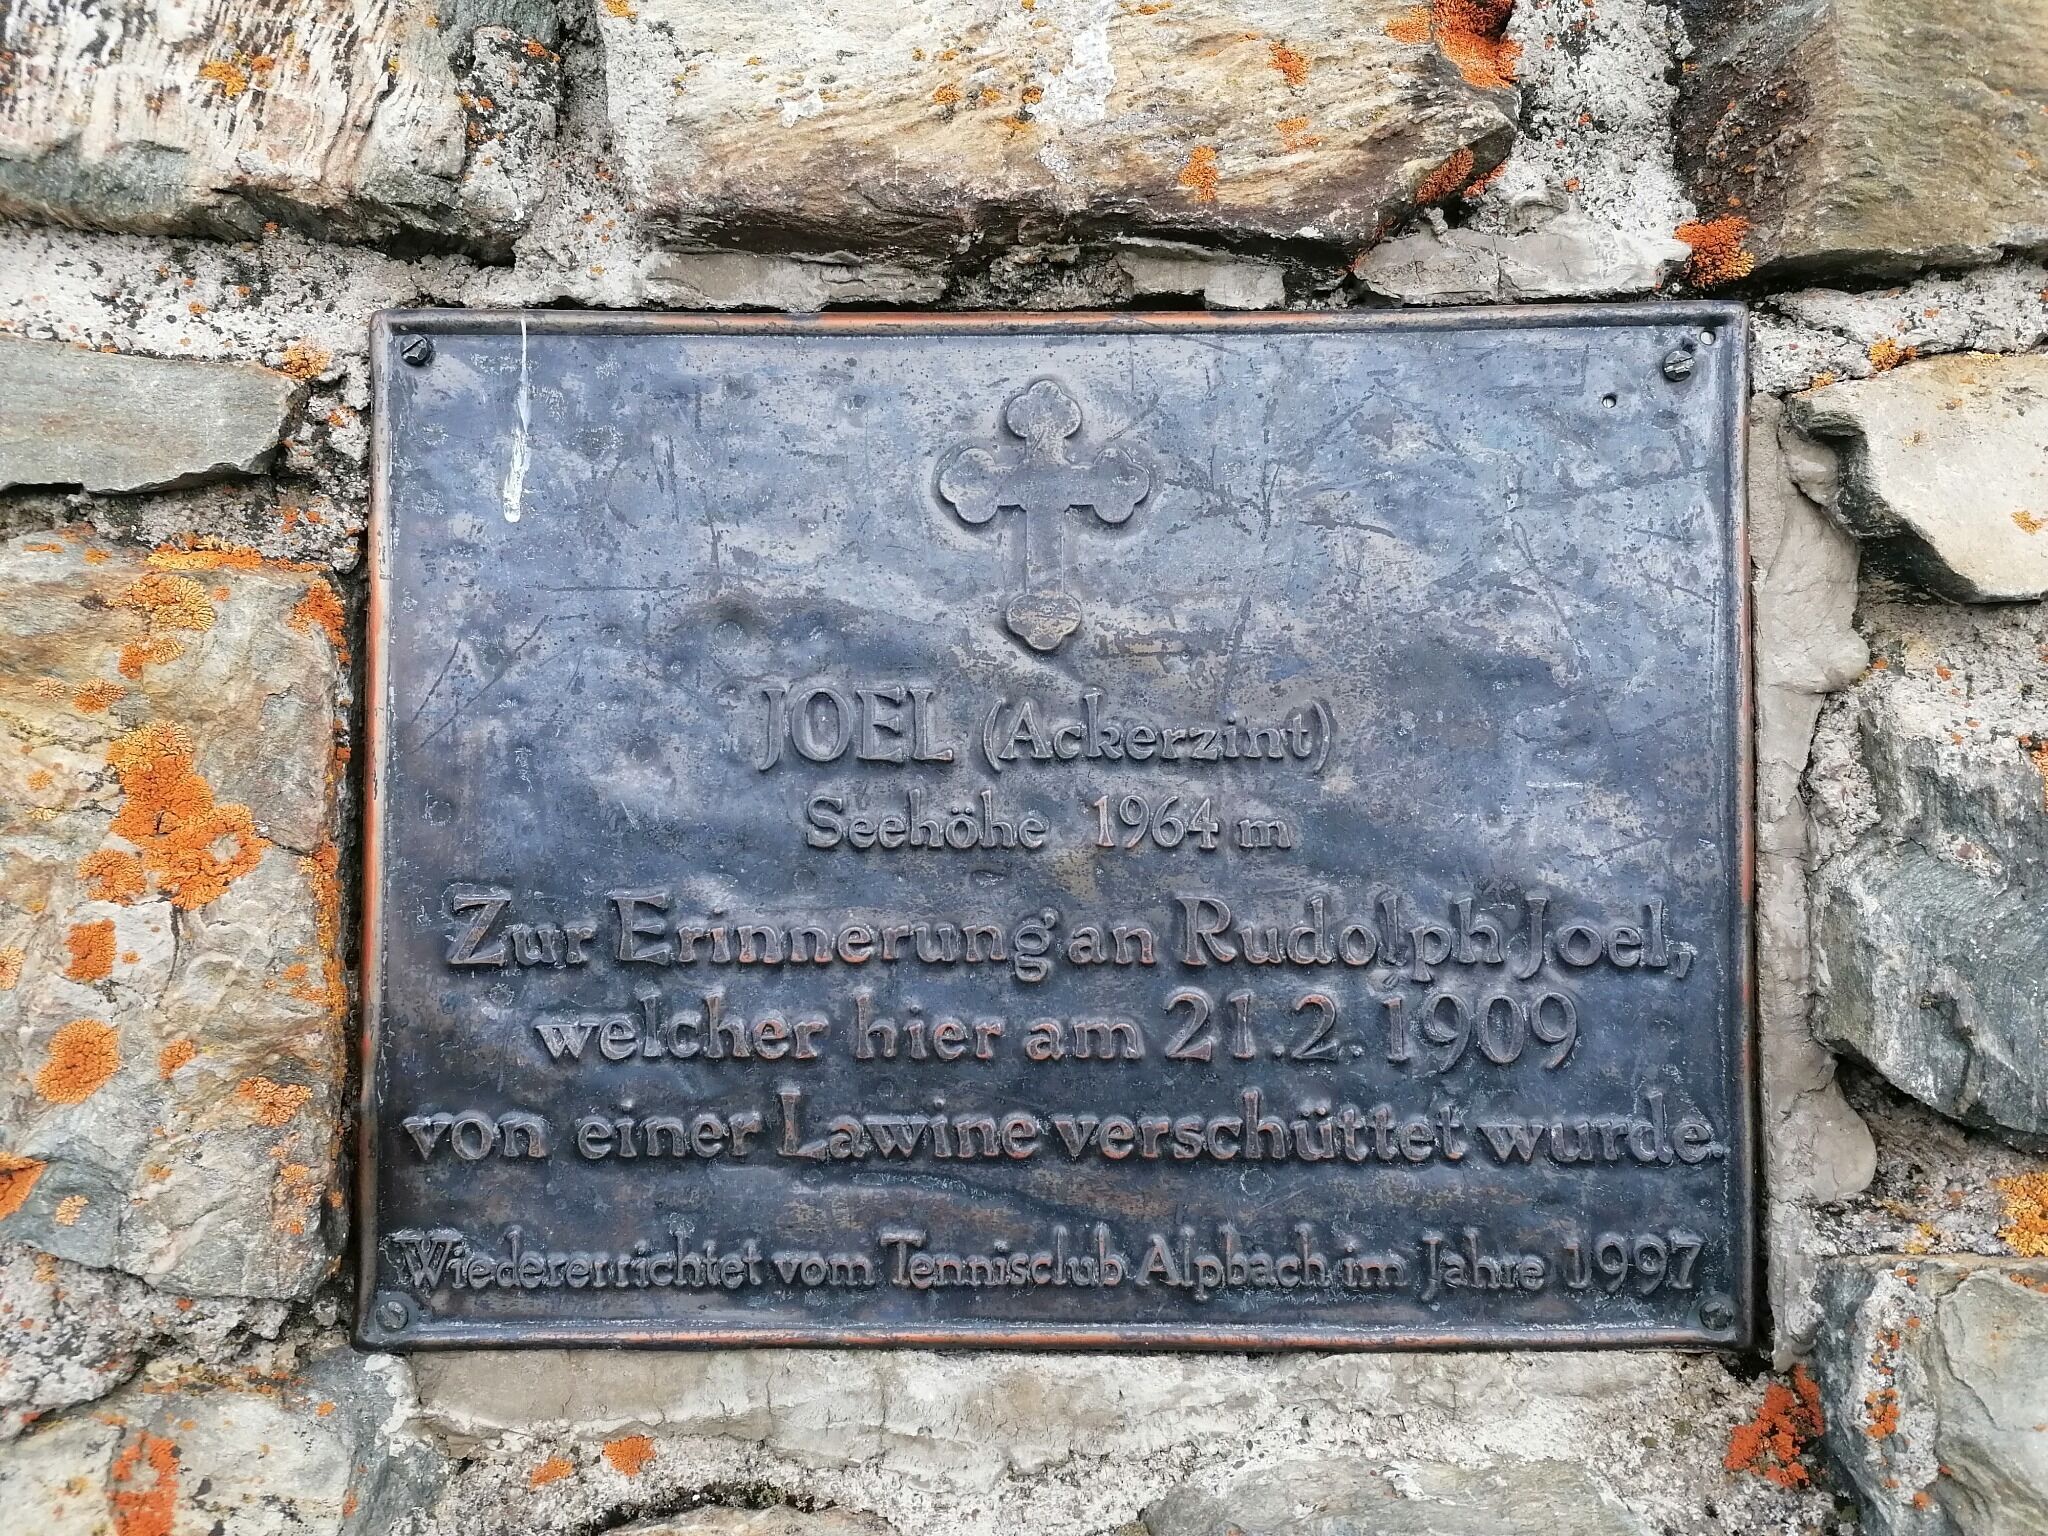 JOEL (Ackerzint)
Seehöhe 1964 m
Zur Erinnerung an Rudolph Joel,
welcher hier am 21.2.1909
von einer Lawine verschüttet wurde.
Wiedererrichtet vom Tennisclub Alpbach im Jahre 1997